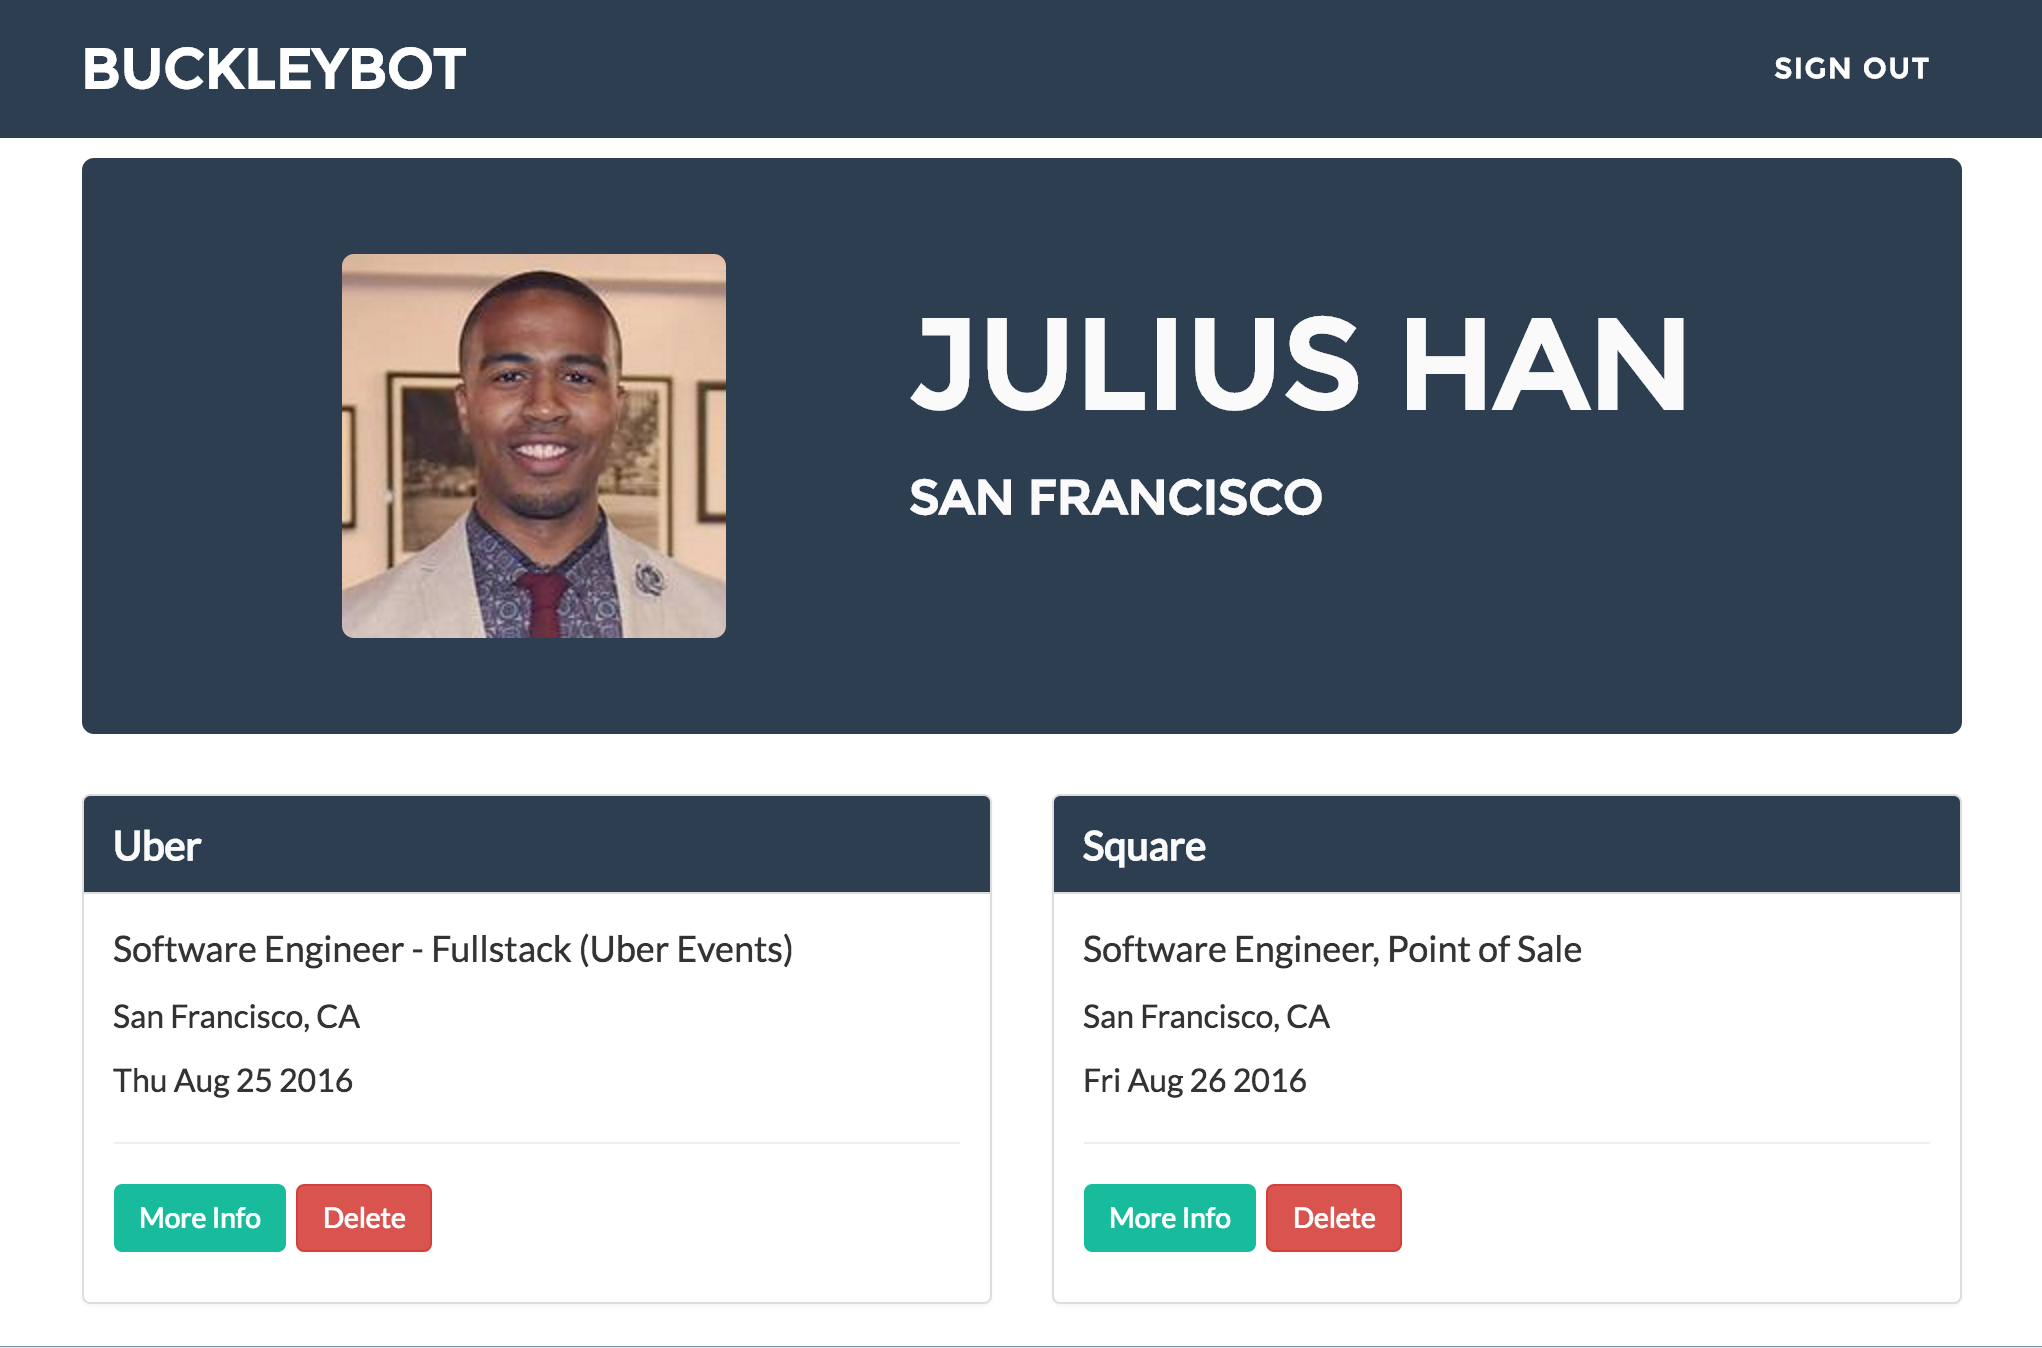 BUCKLEYBOT
SIGN OUT
JULIUS HAN
SAN FRANCISCO
Uber
Software Engineer - Fullstack (Uber Events)
San Francisco, CA
Thu Aug 25 2016
More Info
Delete
Square
Software Engineer, Point of Sale
San Francisco, CA
Fri Aug 26 2016
More Info
Delete